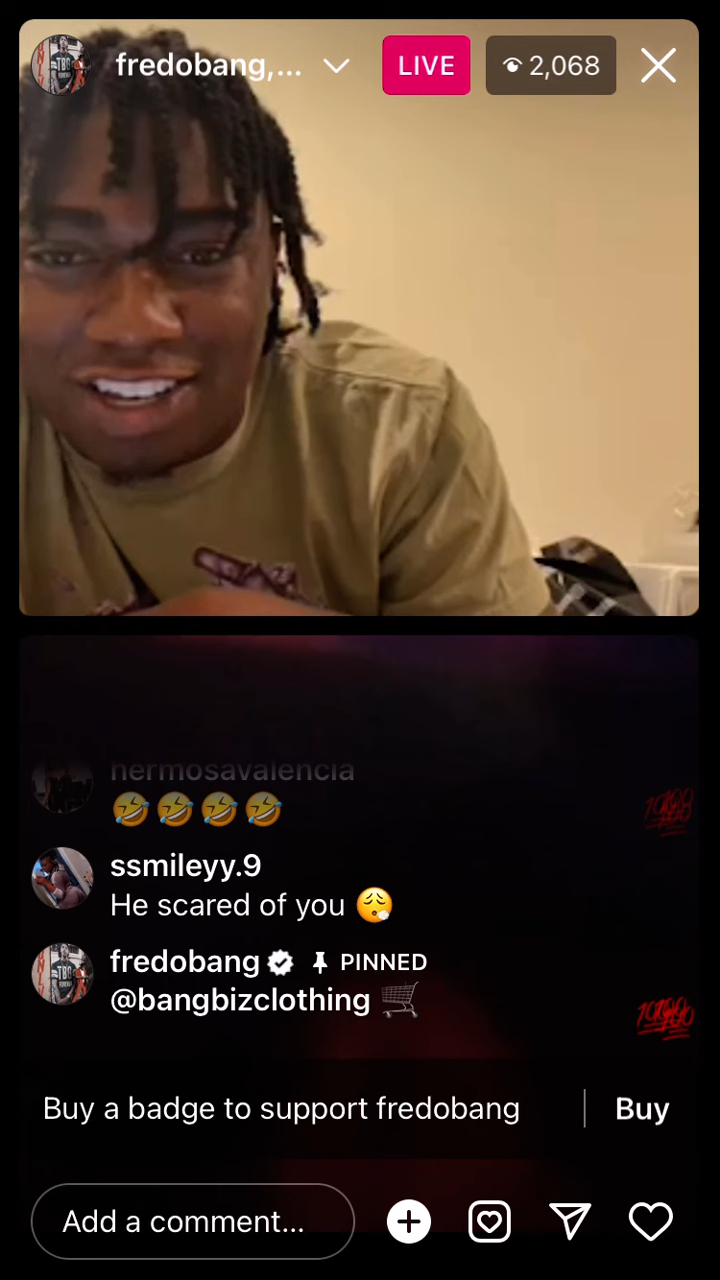 fredobang,...
LIVE
2,068
hermosavalencia
🤣🤣🤣🤣
ssmileyy.9
He scared of you 😮‍💨
fredobang PINNED
@bangbizclothing 🛒
Buy a badge to support fredobang
Buy
Add a comment...